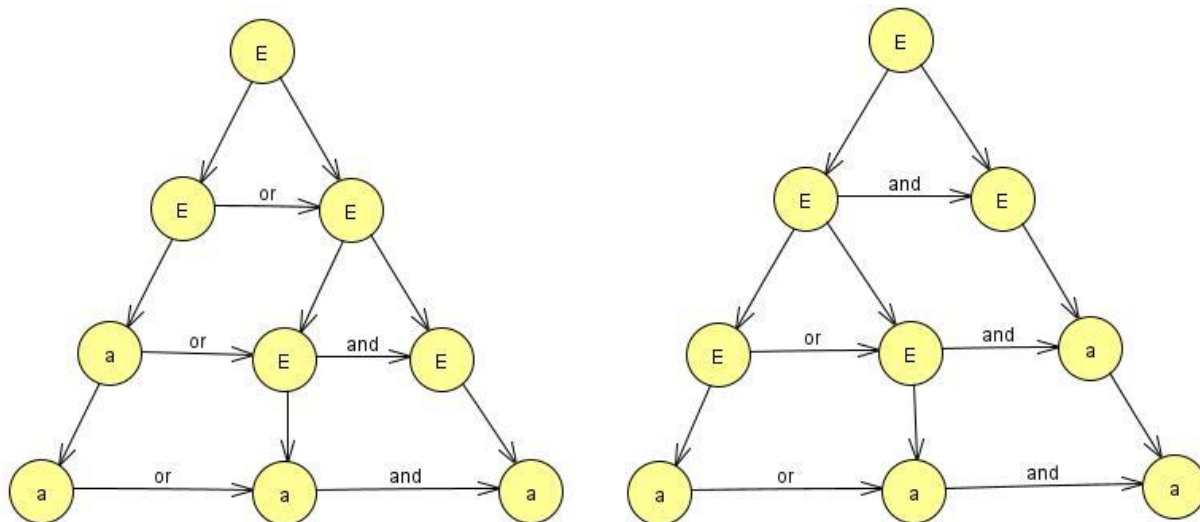 E E
E or E E and E
a or E and E E or E and a
a or a and a a or a and a